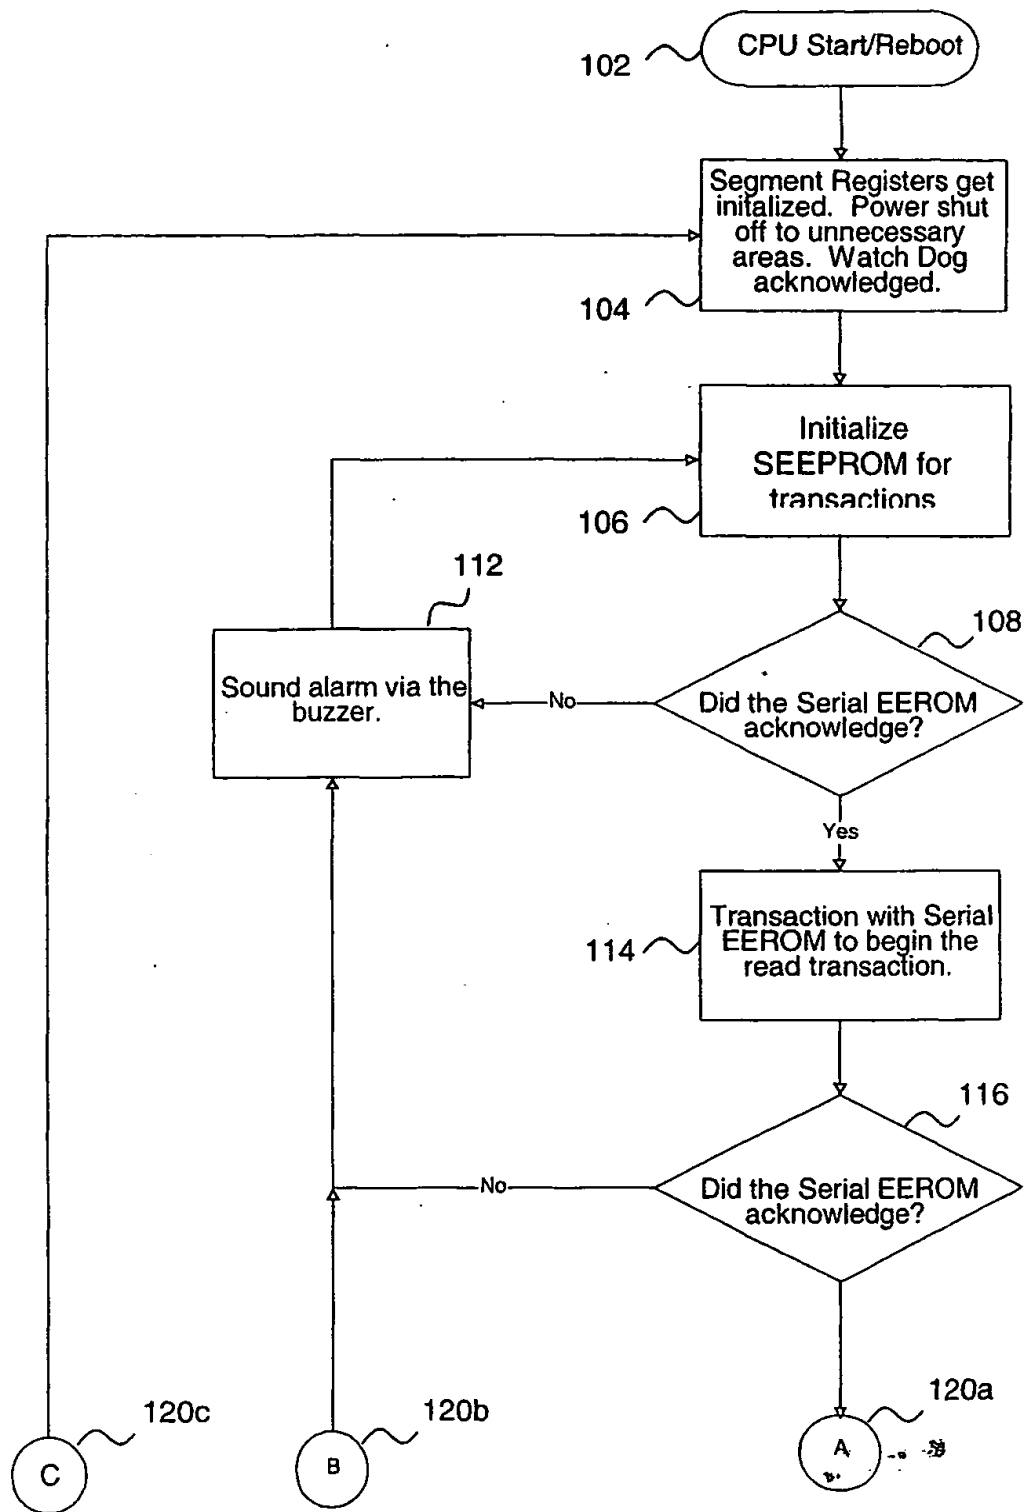 CPU Start/Reboot
102
Segment Registers get
initalized. Power shut
off to unnecessary
areas. Watch Dog
acknowledged.
104
Initialize
SEEPROM for
transactions
106
112
108
Sound alarm via the
buzzer.
No
Did the Serial EEROM
acknowledge?
Yes
Transaction with Serial
EEROM to begin the
read transaction.
114
116
No
Did the Serial EEROM
acknowledge?
120c
120b
120a
C
B
A